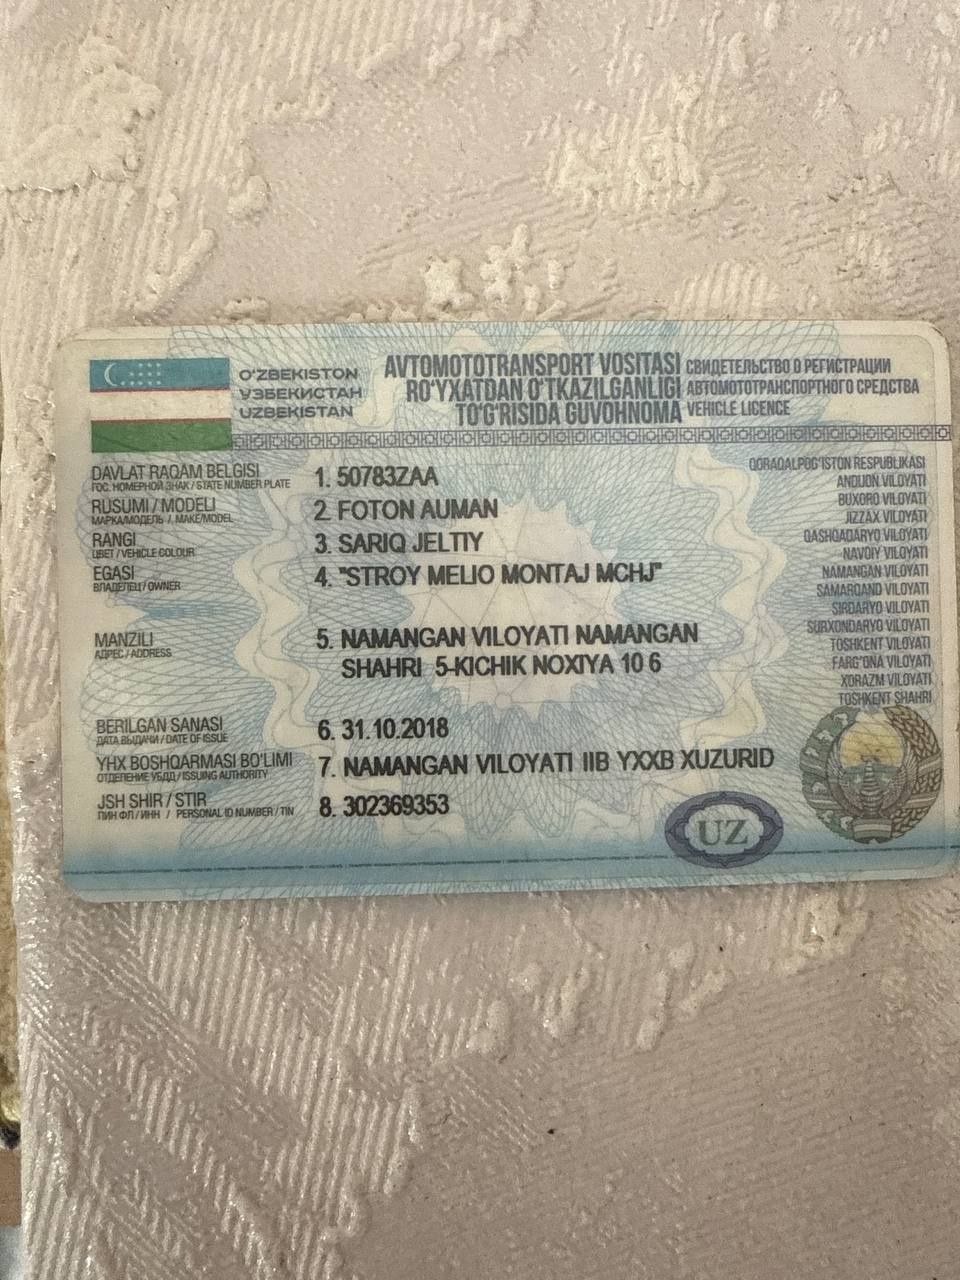 O'ZBEKISTON
УЗБЕКИСТАН
UZBEKISTAN
AVTOMOTOTRANSPORT VOSITASI
RO'YXATDAN O'TKAZILGANLIGI
TO'G'RISIDA GUVOHNOMA
СВИДЕТЕЛЬСТВО О РЕГИСТРАЦИИ
АВТОМОТОТРАНСПОРТНОГО СРЕДСТВА
VEHICLE LICENCE
DAVLAT RAQAM BELGISI
ГОС. НОМЕРНОЙ ЗНАК / STATE NUMBER PLATE
1. 50783ZAA
RUSUMI / MODELI
МАРКА/МОДЕЛЬ / MAKE/MODEL
2. FOTON AUMAN
RANGI
ЦВЕТ / VEHICLE COLOUR
3. SARIQ JELTIY
EGASI
ВЛАДЕЛЕЦ / OWNER
4. "STROY MELIO MONTAJ MCHJ"
MANZILI
АДРЕС / ADDRESS
5. NAMANGAN VILOYATI NAMANGAN
SHAHRI 5-KICHIK NOXIYA 10 6
BERILGAN SANASI
ДАТА ВЫДАЧИ / DATE OF ISSUE
6. 31.10.2018
YHX BOSHQARMASI BO'LIMI
ОТДЕЛЕНИЕ УБДД / ISSUING AUTHORITY
7. NAMANGAN VILOYATI IIB YXXB XUZURID
JSH SHIR / STIR
ПИН ФЛ / ИНН / PERSONAL ID NUMBER / TIN
8. 302369353
QORAQALPOG'ISTON RESPUBLIKASI
ANDIJON VILOYATI
BUXORO VILOYATI
JIZZAX VILOYATI
QASHQADARYO VILOYATI
NAVOIY VILOYATI
NAMANGAN VILOYATI
SAMARQAND VILOYATI
SIRDARYO VILOYATI
SURXONDARYO VILOYATI
TOSHKENT VILOYATI
FARG'ONA VILOYATI
XORAZM VILOYATI
TOSHKENT SHAHRI
UZ